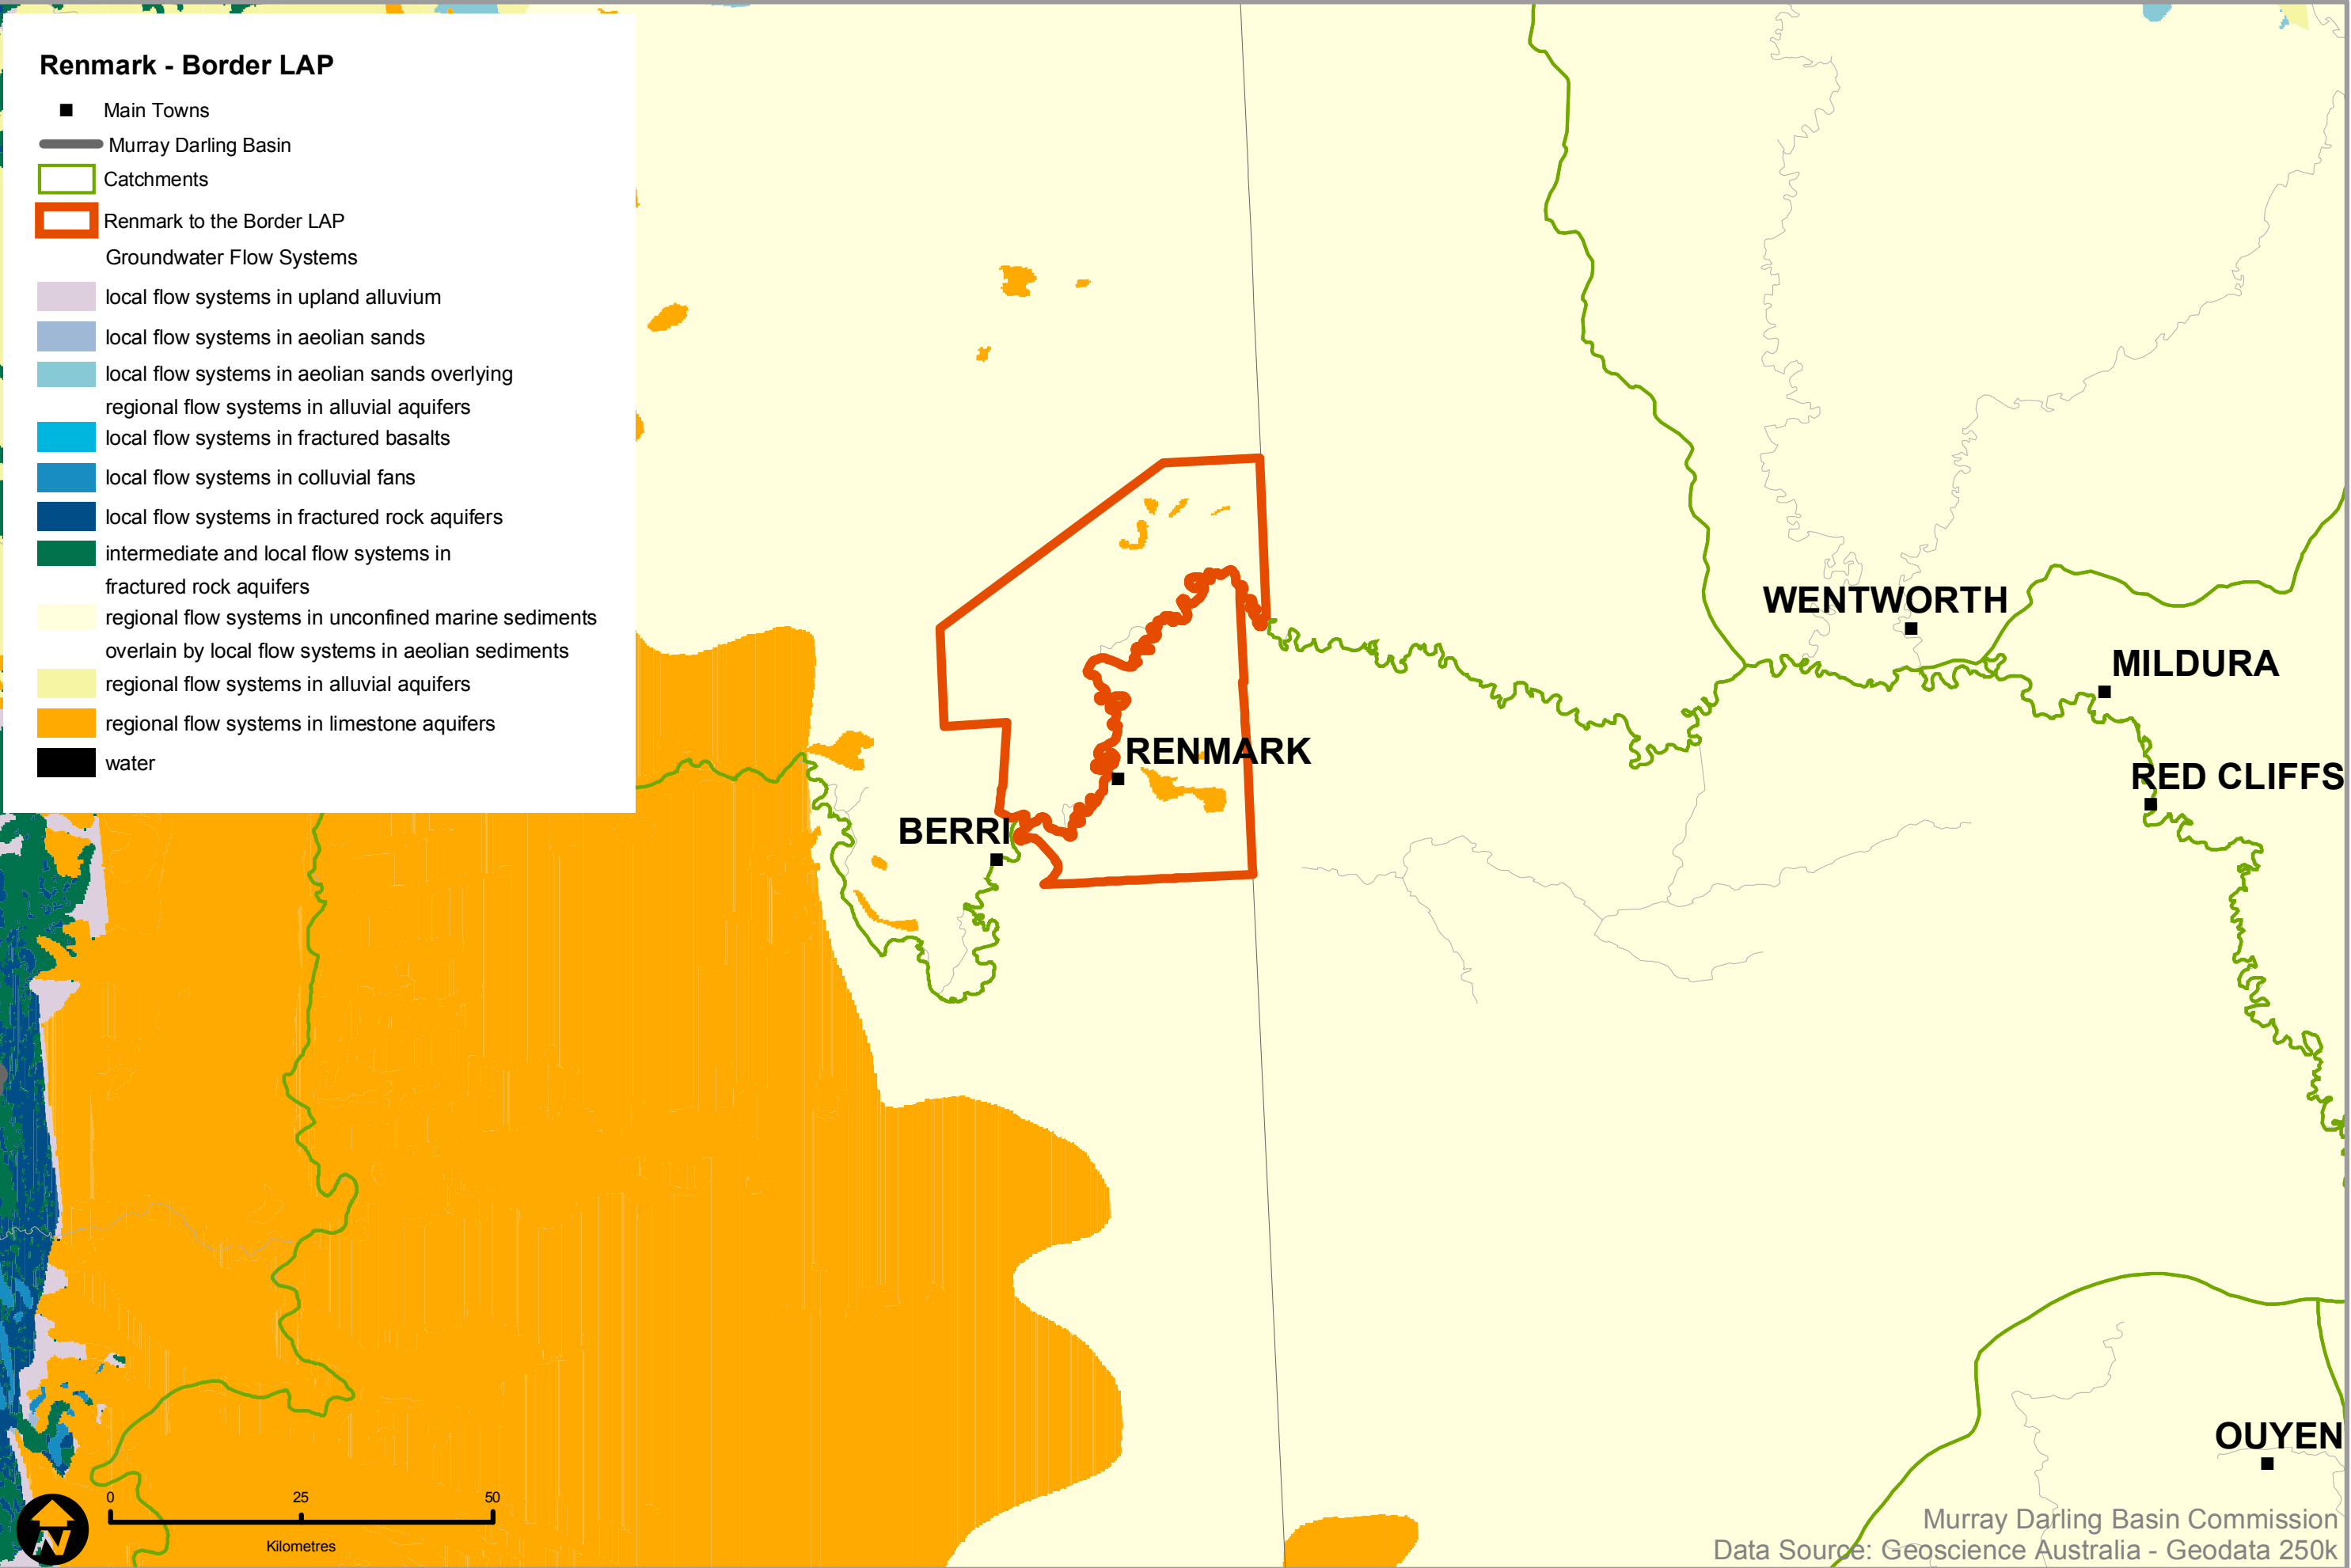 Renmark - Border LAP
Main Towns
Murray Darling Basin
Catchments
Renmark to the Border LAP
Groundwater Flow Systems
local flow systems in upland alluvium
local flow systems in aeolian sands
local flow systems in aeolian sands overlying
regional flow systems in alluvial aquifers
local flow systems in fractured basalts
local flow systems in colluvial fans
local flow systems in fractured rock aquifers
intermediate and local flow systems in
fractured rock aquifers
regional flow systems in unconfined marine sediments
overlain by local flow systems in aeolian sediments
regional flow systems in alluvial aquifers
regional flow systems in limestone aquifers
water
WENTWORTH
MILDURA
RENMARK
RED CLIFFS
BERRI
OUYEN
N
0 25 50
Kilometres
Murray Darling Basin Commission
Data Source: Geoscience Australia - Geodata 250k